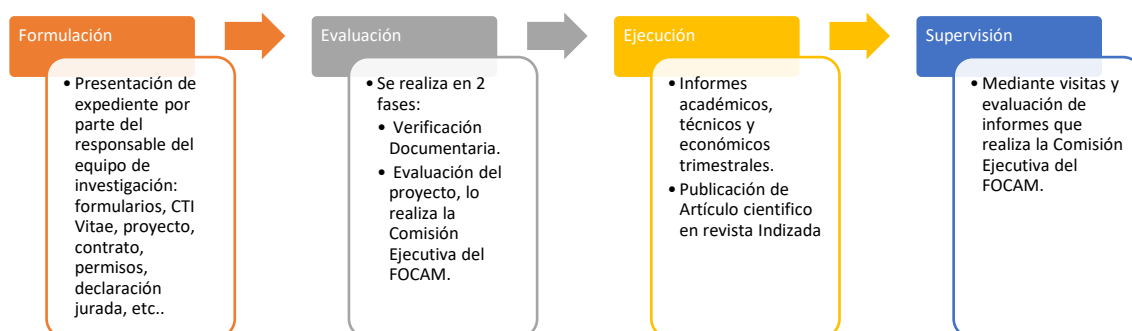 Formulación
• Presentación de
expediente por
parte del
responsable del
equipo de
investigación:
formularios, CTI
Vitae, proyecto,
contrato,
permisos,
declaración
jurada, etc..
Evaluación
• Se realiza en 2
fases:
• Verificación
Documentaria.
• Evaluación del
proyecto, lo
realiza la
Comisión
Ejecutiva del
FOCAM.
Ejecución
• Informes
académicos,
técnicos y
económicos
trimestrales.
• Publicación de
Artículo cientifico
en revista Indizada
Supervisión
• Mediante visitas y
evaluación de
informes que
realiza la Comisión
Ejecutiva del
FOCAM.